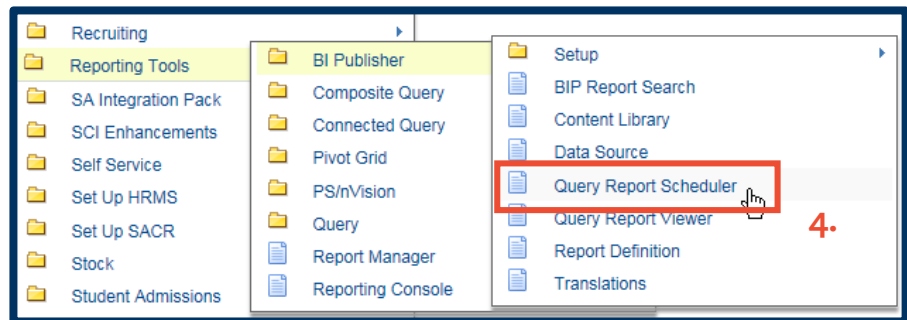 Recruiting
Reporting Tools
SA Integration Pack
SCI Enhancements
Self Service
Set Up HRMS
Set Up SACR
Stock
Student Admissions
BI Publisher
Composite Query
Connected Query
Pivot Grid
PS/nVision
Query
Report Manager
Reporting Console
Setup
BIP Report Search
Content Library
Data Source
Query Report Scheduler
Query Report Viewer
Report Definition
Translations
4.